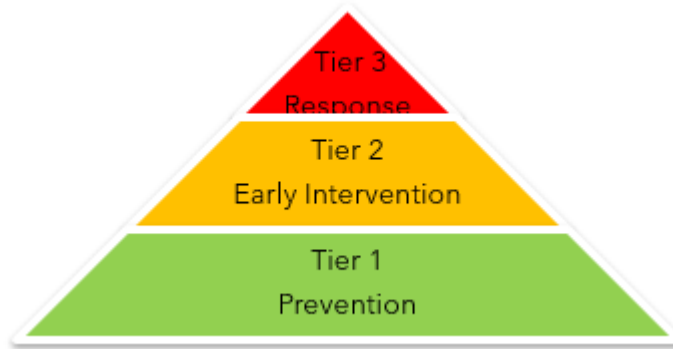 Tier 3
Response
Tier 2
Early Intervention
Tier 1
Prevention